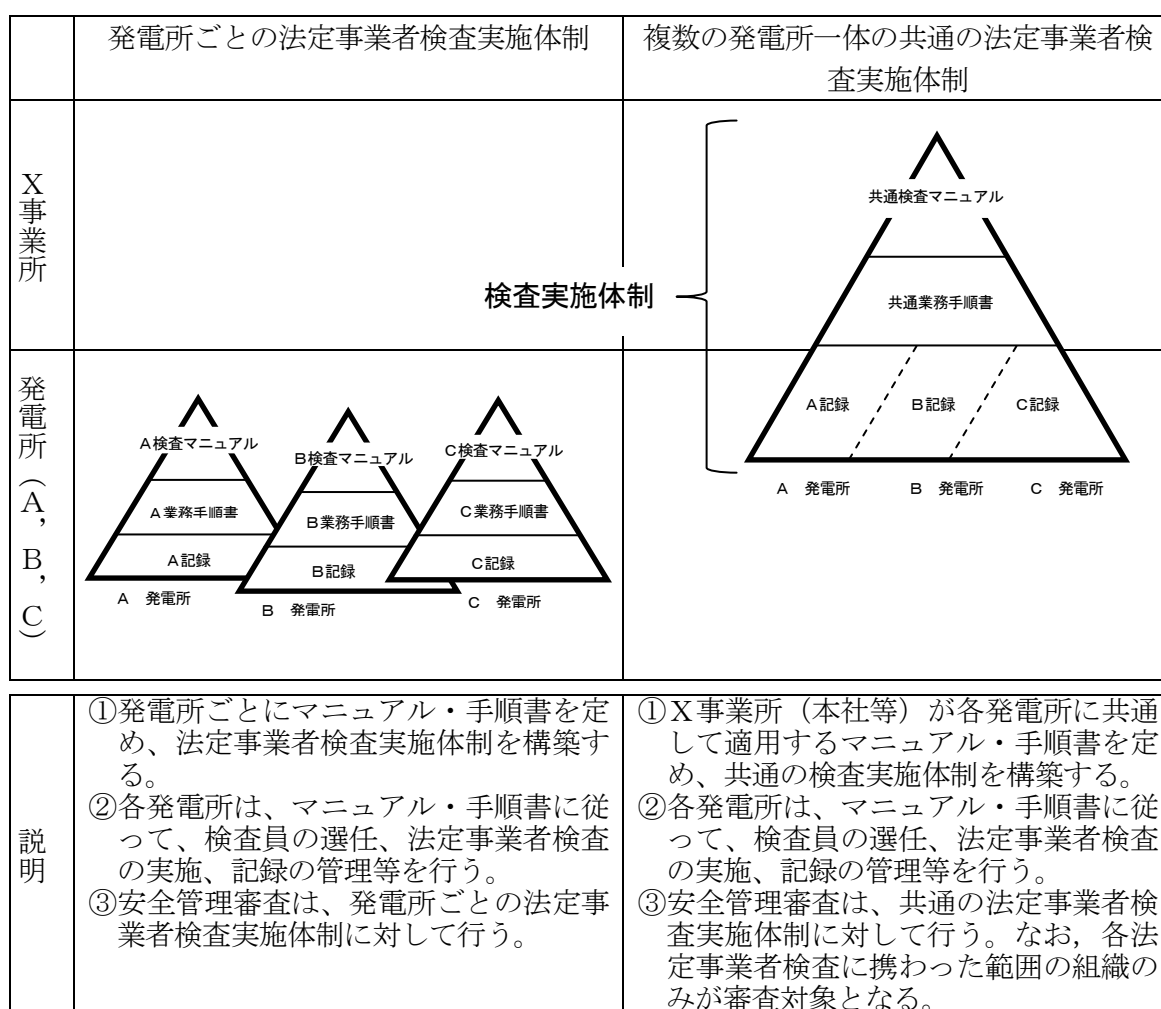 発電所ごとの法定事業者検査実施体制
複数の発電所一体の共通の法定事業者検
査実施体制
X事業所
共通検査マニュアル
検査実施体制
共通業務手順書
発電所（A，B，C）
A記録
B記録
C記録
A 発電所
B 発電所
C 発電所
A検査マニュアル
B検査マニュアル
C検査マニュアル
A業務手順書
B業務手順書
C業務手順書
A記録
B記録
C記録
A 発電所
B 発電所
C 発電所
説明
①発電所ごとにマニュアル・手順書を定
め、法定事業者検査実施体制を構築す
る。
②各発電所は、マニュアル・手順書に従
って、検査員の選任、法定事業者検査
の実施、記録の管理等を行う。
③安全管理審査は、発電所ごとの法定事
業者検査実施体制に対して行う。
①X事業所（本社等）が各発電所に共通
して適用するマニュアル・手順書を定
め、共通の検査実施体制を構築する。
②各発電所は、マニュアル・手順書に従
って、検査員の選任、法定事業者検査
の実施、記録の管理等を行う。
③安全管理審査は、共通の法定事業者検
査実施体制に対して行う。なお，各法
定事業者検査に携わった範囲の組織の
みが審査対象となる。